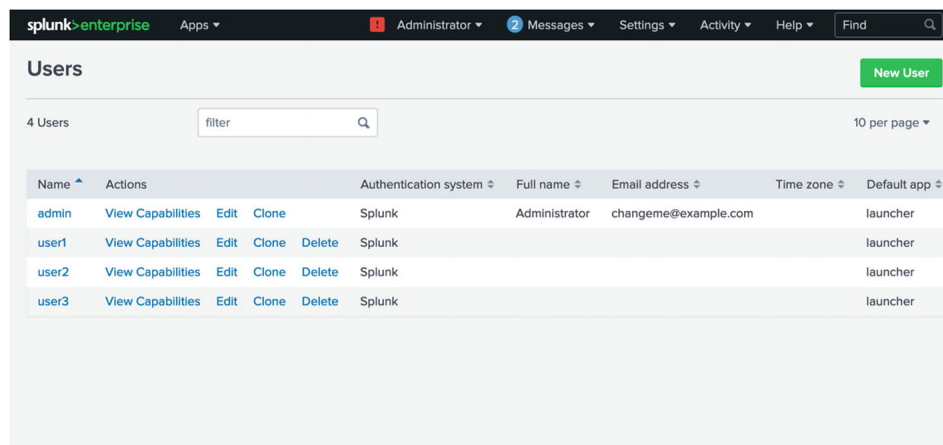 splunk>enterprise Apps ! Administrator 2 Messages Settings Activity Help Find
Users
New User
4 Users filter 10 per page
Name Actions Authentication system Full name Email address Time zone Default app
admin View Capabilities Edit Clone Splunk Administrator changeme@example.com launcher
user1 View Capabilities Edit Clone Delete Splunk launcher
user2 View Capabilities Edit Clone Delete Splunk launcher
user3 View Capabilities Edit Clone Delete Splunk launcher